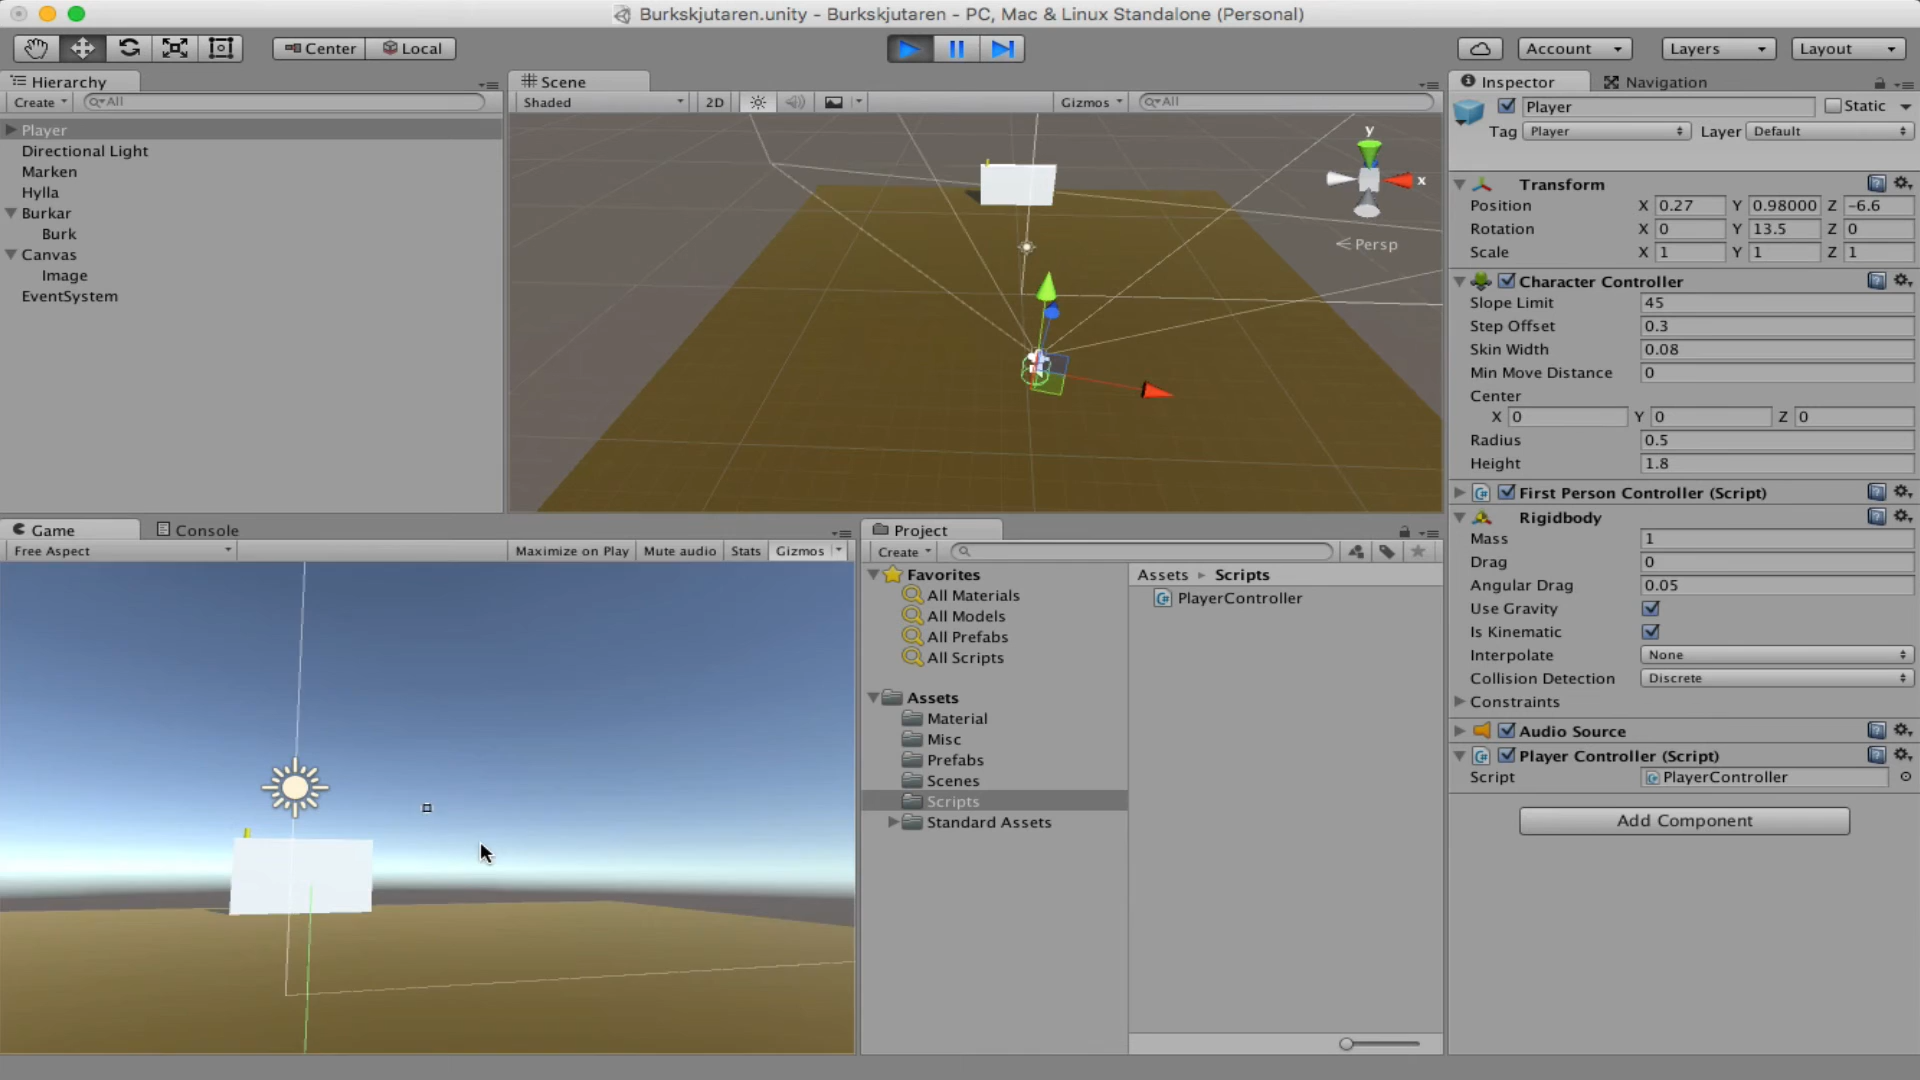 Burkskjutaren.unity - Burkskjutaren - PC, Mac & Linux Standalone (Personal)
Center Local Account Layers Layout
Hierarchy
Create All
Player
Directional Light
Marken
Hylla
Burkar
Burk
Canvas
Image
EventSystem
Scene
Shaded 2D Gizmos All
y
x
Persp
Game Console
Free Aspect Maximize on Play Mute audio Stats Gizmos
Project
Create
Favorites
All Materials
All Models
All Prefabs
All Scripts
Assets
Material
Misc
Prefabs
Scenes
Scripts
Standard Assets
Assets Scripts
PlayerController
Inspector Navigation
Player Static
Tag Player Layer Default
Transform
Position X 0.27 Y 0.98000 Z -6.6
Rotation X 0 Y 13.5 Z 0
Scale X 1 Y 1 Z 1
Character Controller
Slope Limit 45
Step Offset 0.3
Skin Width 0.08
Min Move Distance 0
Center
X 0 Y 0 Z 0
Radius 0.5
Height 1.8
First Person Controller (Script)
Rigidbody
Mass 1
Drag 0
Angular Drag 0.05
Use Gravity
Is Kinematic
Interpolate None
Collision Detection Discrete
Constraints
Audio Source
Player Controller (Script)
Script PlayerController
Add Component